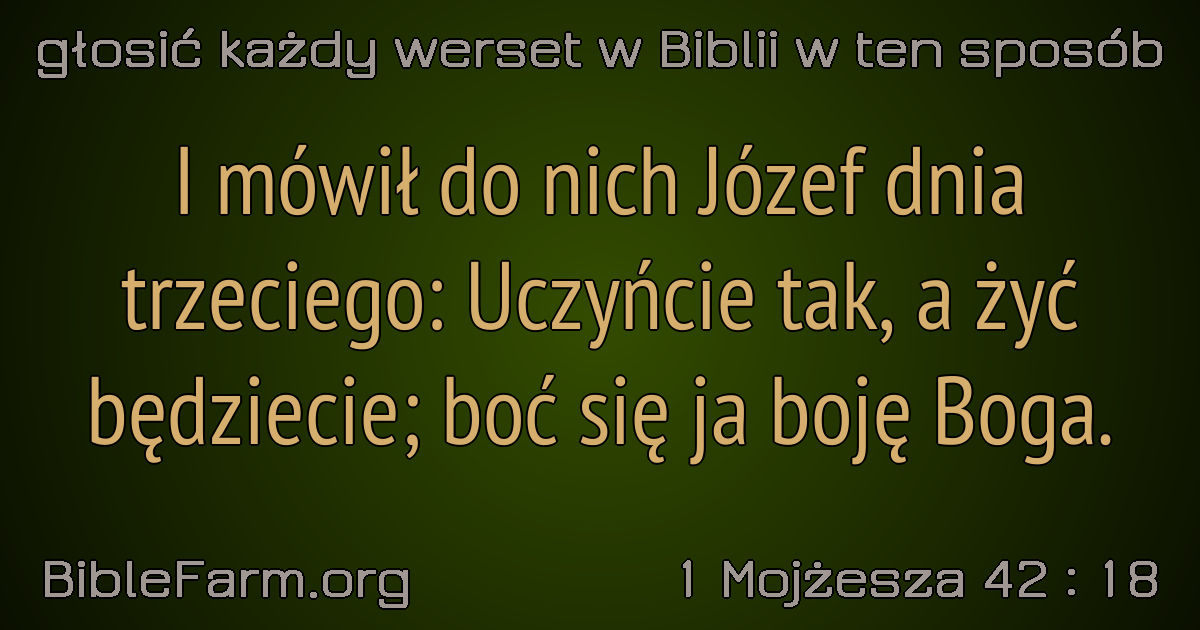 głosić każdy werset w Biblii w ten sposób
I mówił do nich Józef dnia
trzeciego: Uczyńcie tak, a żyć
będziecie; boć się ja boję Boga.
BibleFarm.org
1 Mojżesza 42 : 18